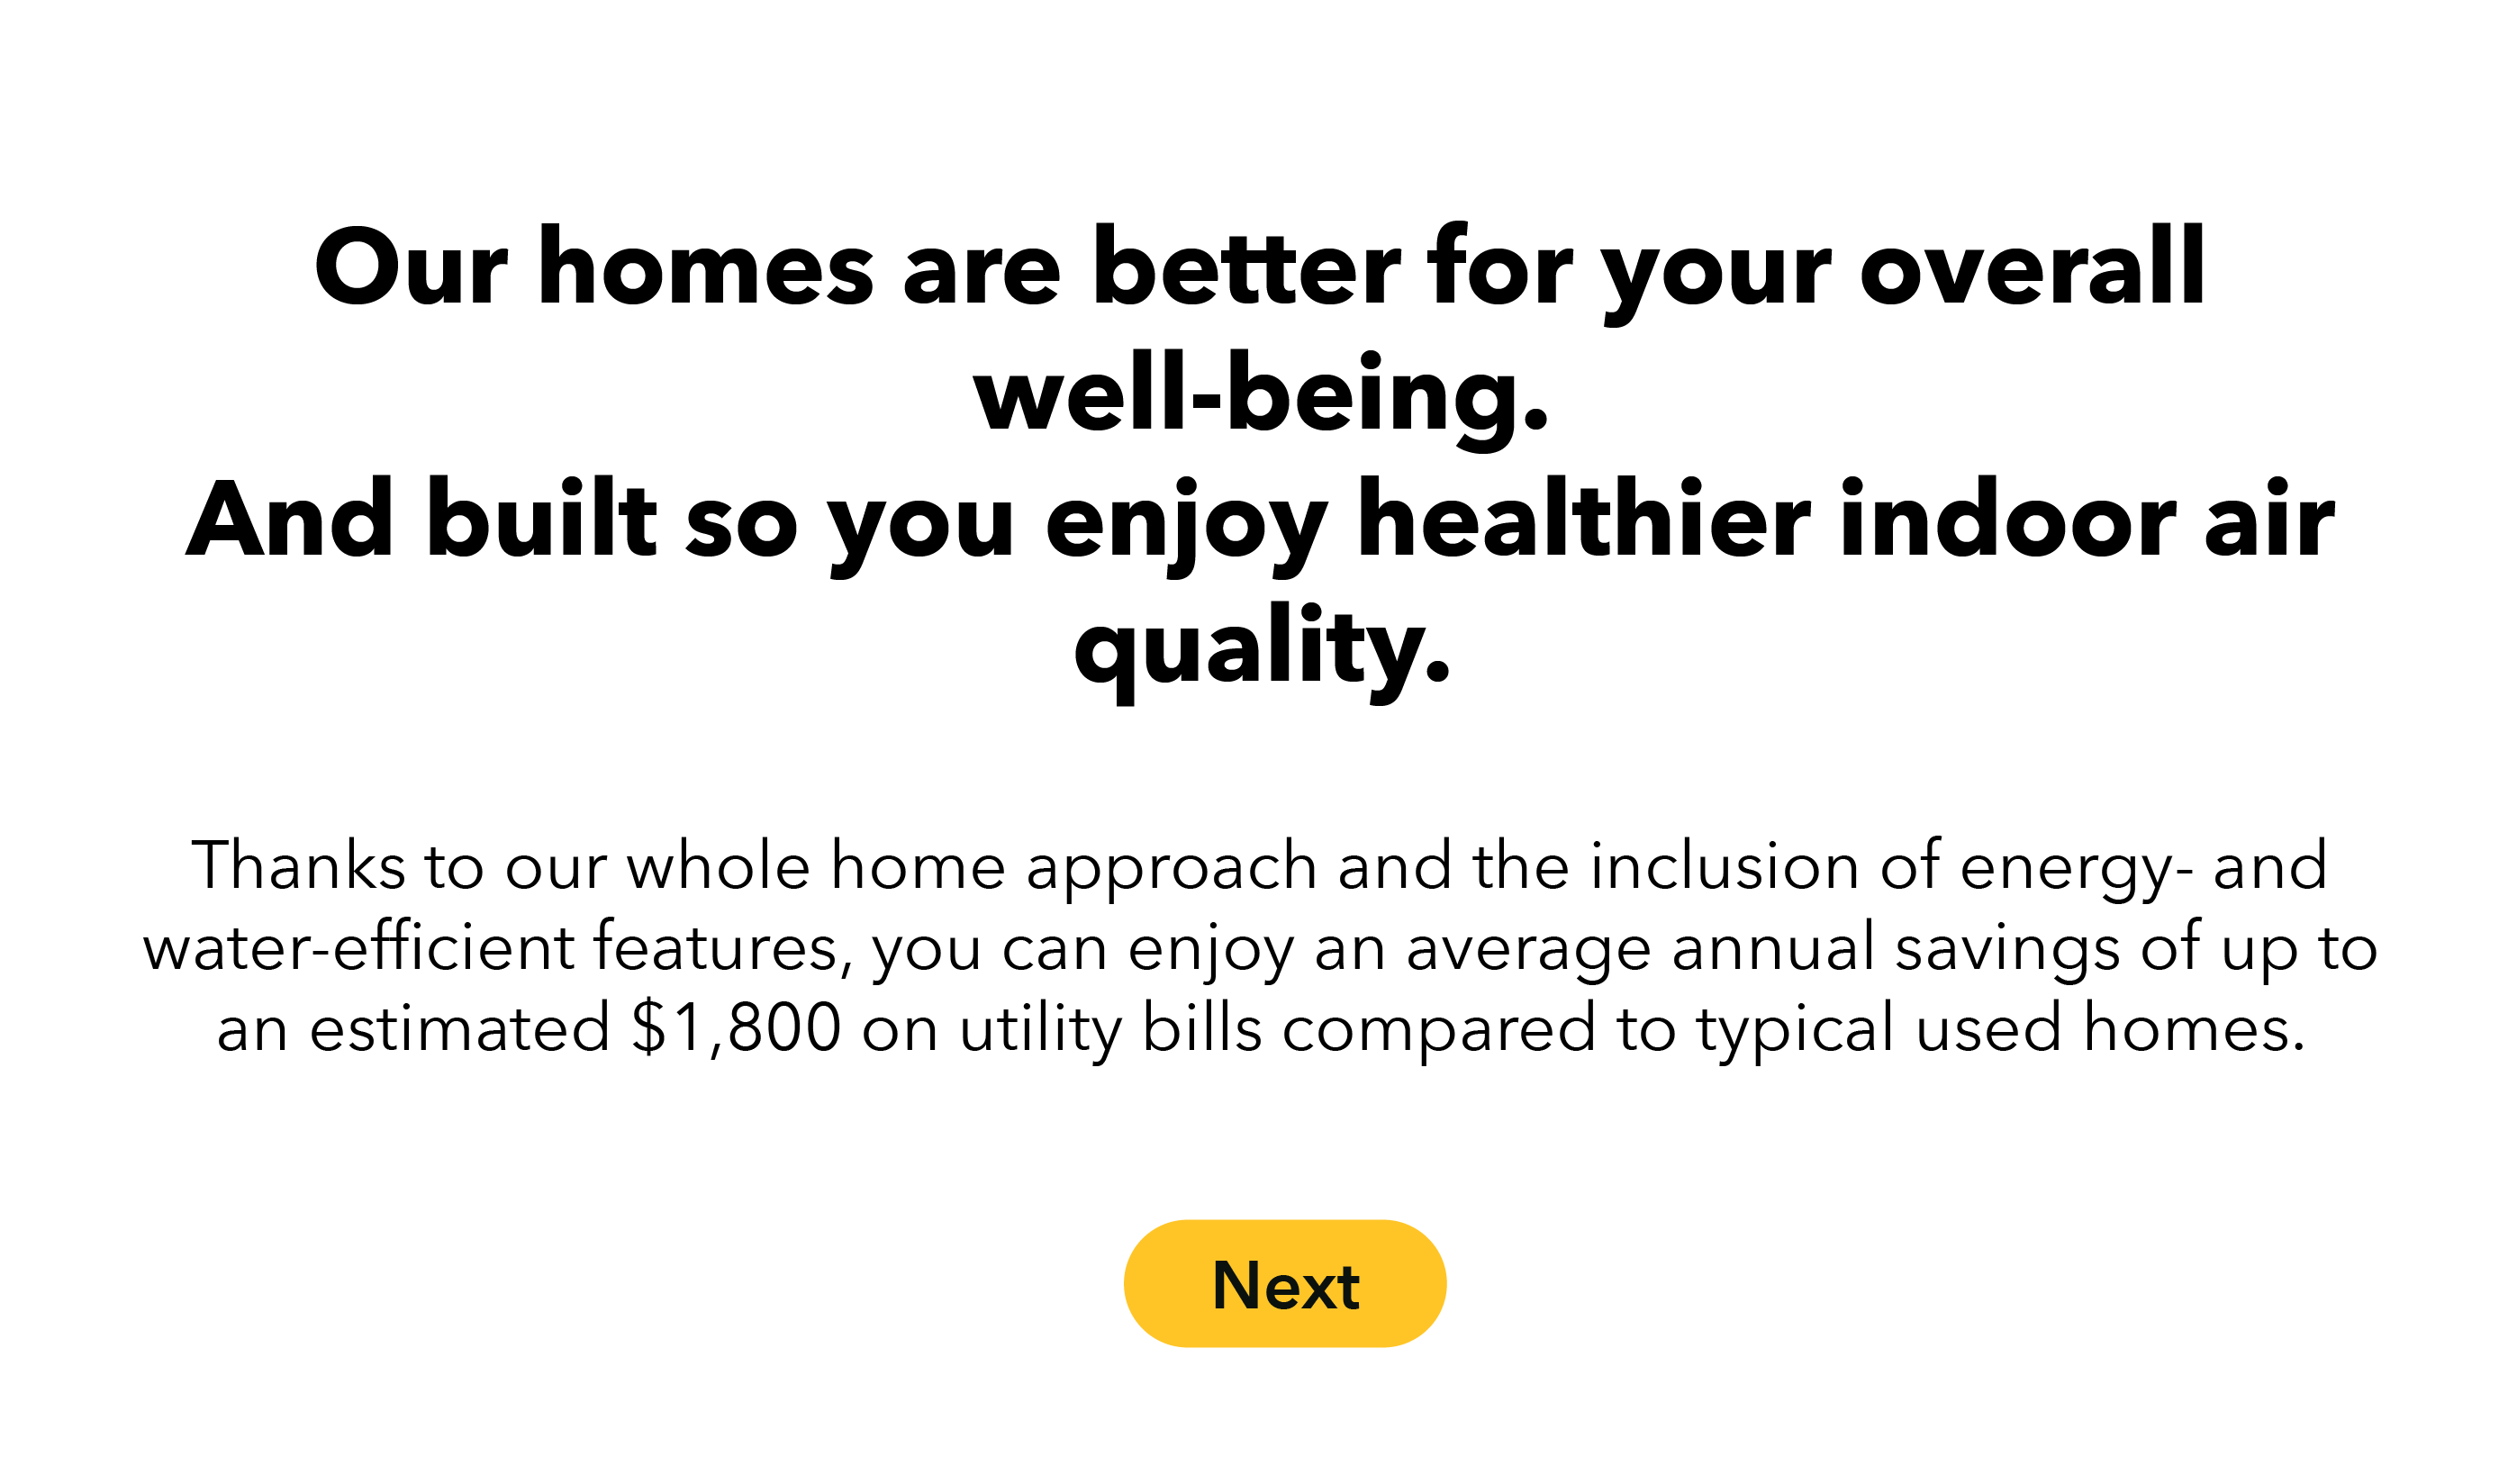 Our homes are better for your overall
well-being.
And built so you enjoy healthier indoor air
quality.
Thanks to our whole home approach and the inclusion of energy- and
water-efficient features, you can enjoy an average annual savings of up to
an estimated $1,800 on utility bills compared to typical used homes.
Next